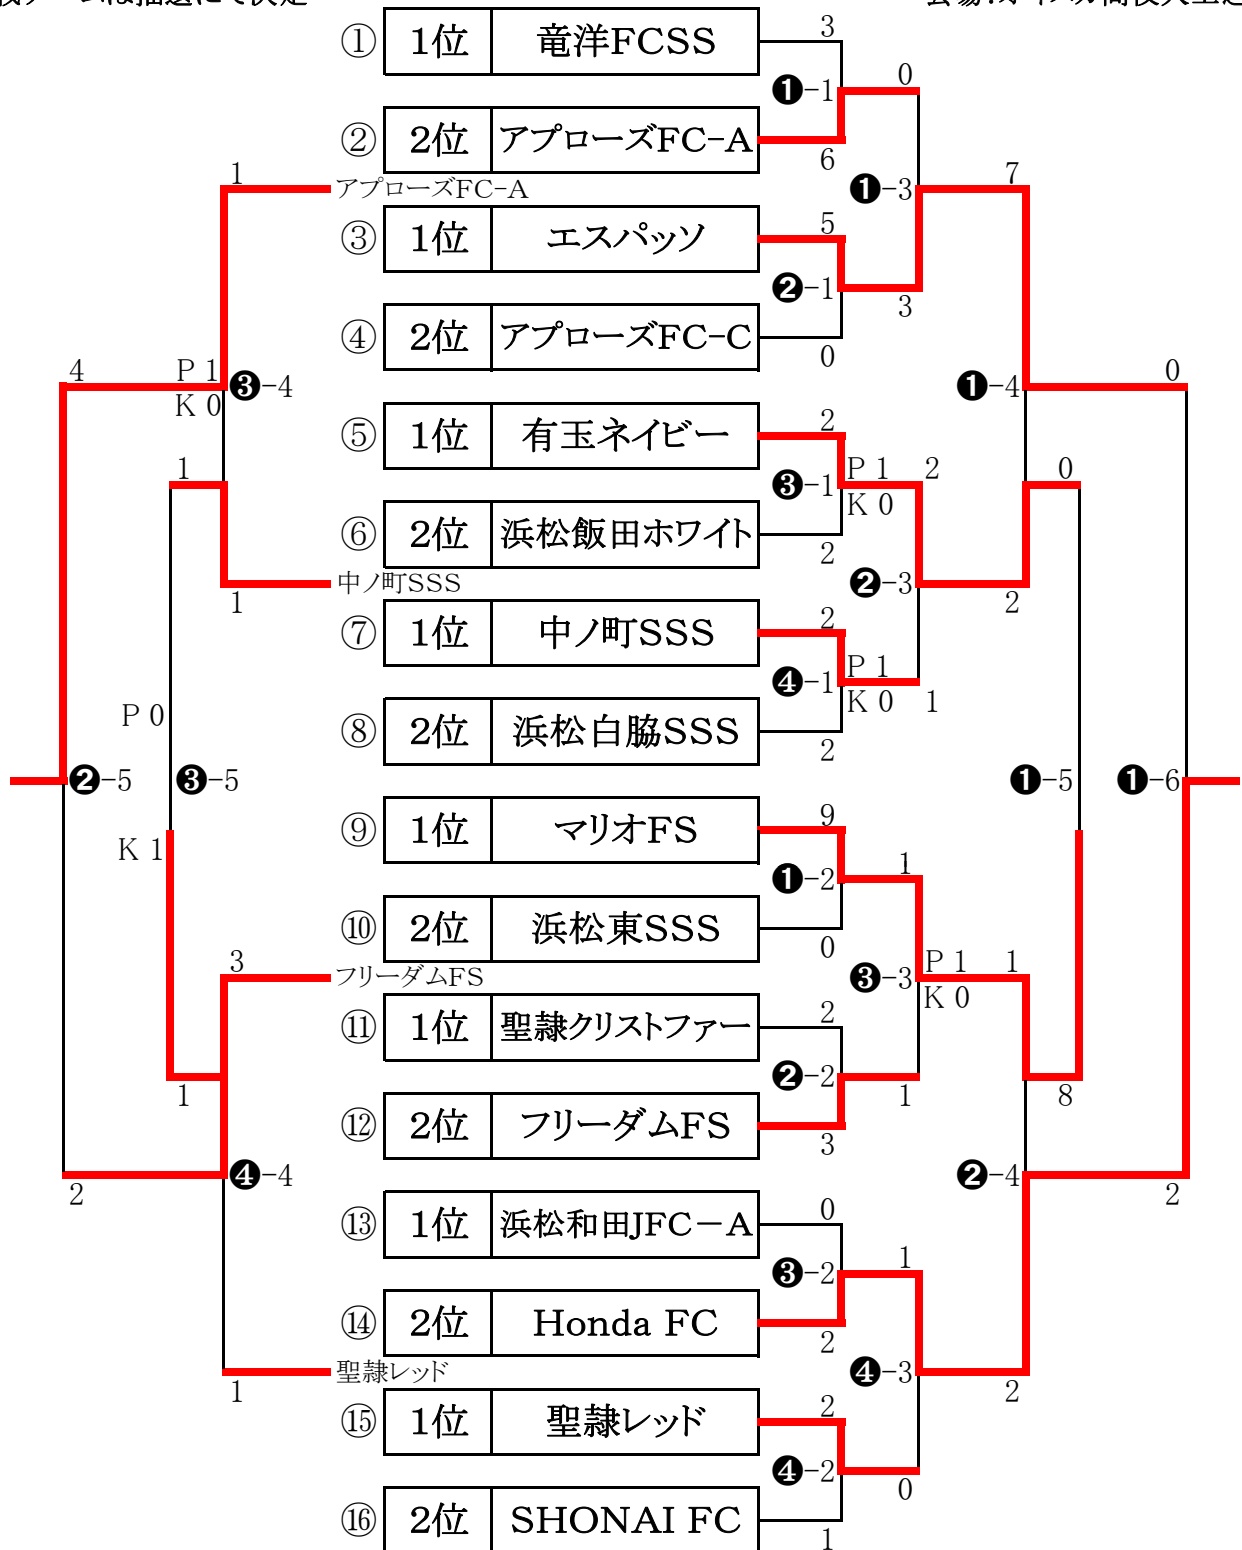 ① 1位 竜洋FCSS 3
❶-1 0
② 2位 アプローズFC-A 6
1 アプローズFC-A ❶-3 7
③ 1位 エスパッソ 5
❷-1 3
④ 2位 アプローズFC-C 0
4 P 1 ❸-4 ❶-4 0
K 0
⑤ 1位 有玉ネイビー 2
1 ❸-1 P 1 2 0
K 0
⑥ 2位 浜松飯田ホワイト 2
1 中ノ町SSS ❷-3 2
⑦ 1位 中ノ町SSS 2
❹-1 P 1
K 0 1
⑧ 2位 浜松白脇SSS 2
P 0
❷-5 ❸-5 ❶-5 ❶-6
K 1
⑨ 1位 マリオFS 9
❶-2 1
⑩ 2位 浜松東SSS 0
3 フリーダムFS ❸-3 P 1 1
K 0
⑪ 1位 聖隷クリストファー 2
1 ❷-2 1 8
⑫ 2位 フリーダムFS 3
2 ❹-4 ❷-4 2
⑬ 1位 浜松和田JFC－A 0
❸-2 1
⑭ 2位 Honda FC 2
1 聖隷レッド ❹-3 2
⑮ 1位 聖隷レッド 2
❹-2 0
⑯ 2位 SHONAI FC 1